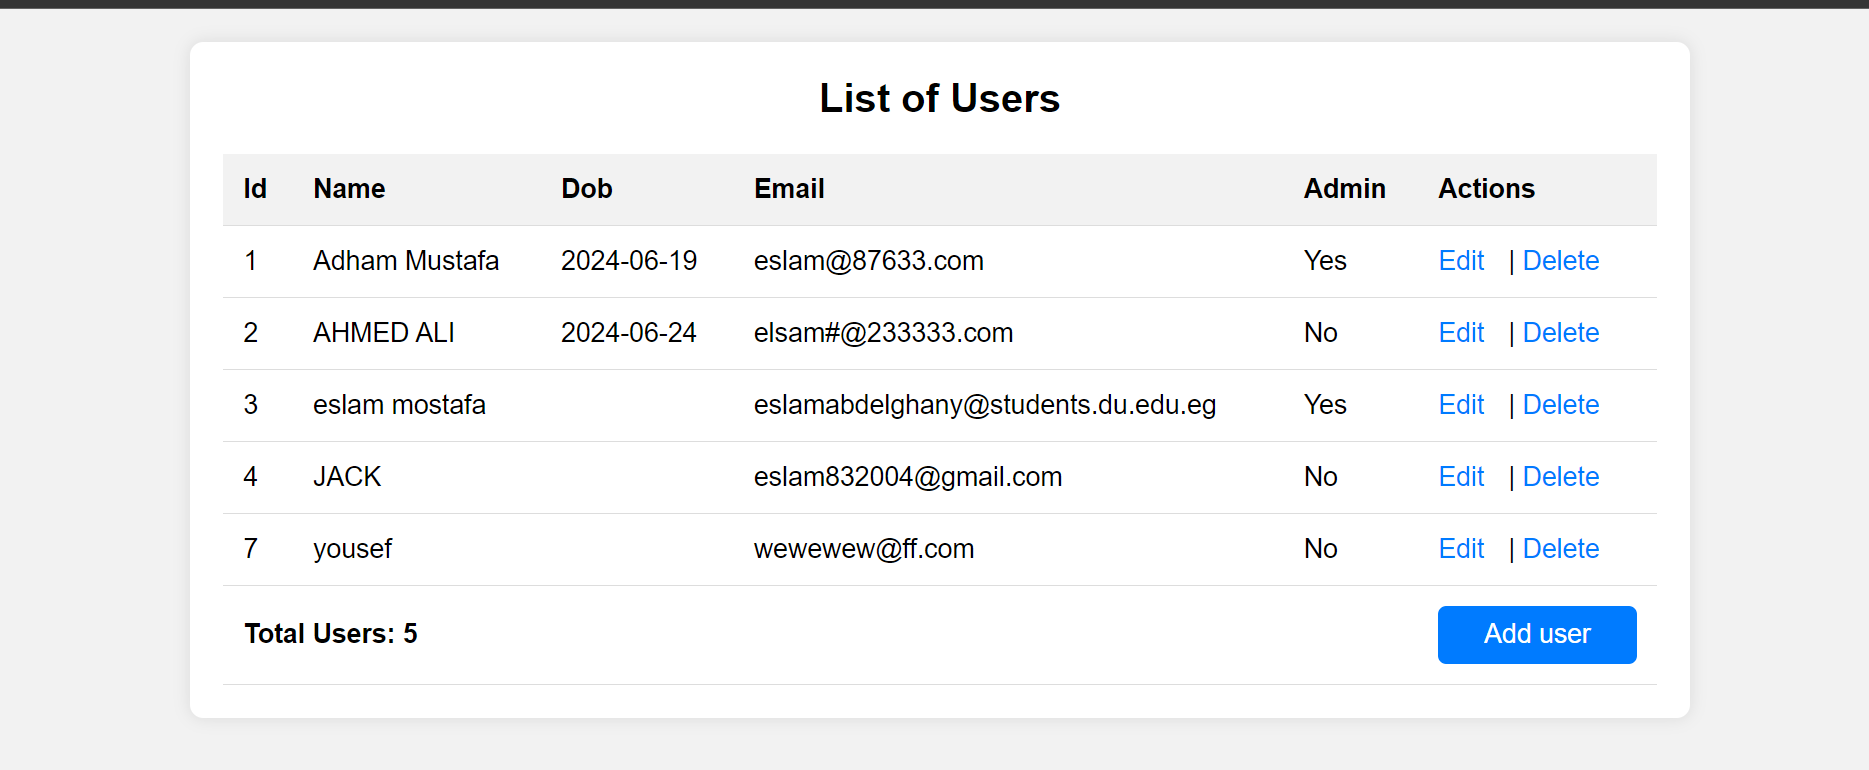 List of Users
Id Name Dob Email Admin Actions
1 Adham Mustafa 2024-06-19 eslam@87633.com Yes Edit | Delete
2 AHMED ALI 2024-06-24 elsam#@233333.com No Edit | Delete
3 eslam mostafa eslamabdelghany@students.du.edu.eg Yes Edit | Delete
4 JACK eslam832004@gmail.com No Edit | Delete
7 yousef wewewew@ff.com No Edit | Delete
Total Users: 5 Add user